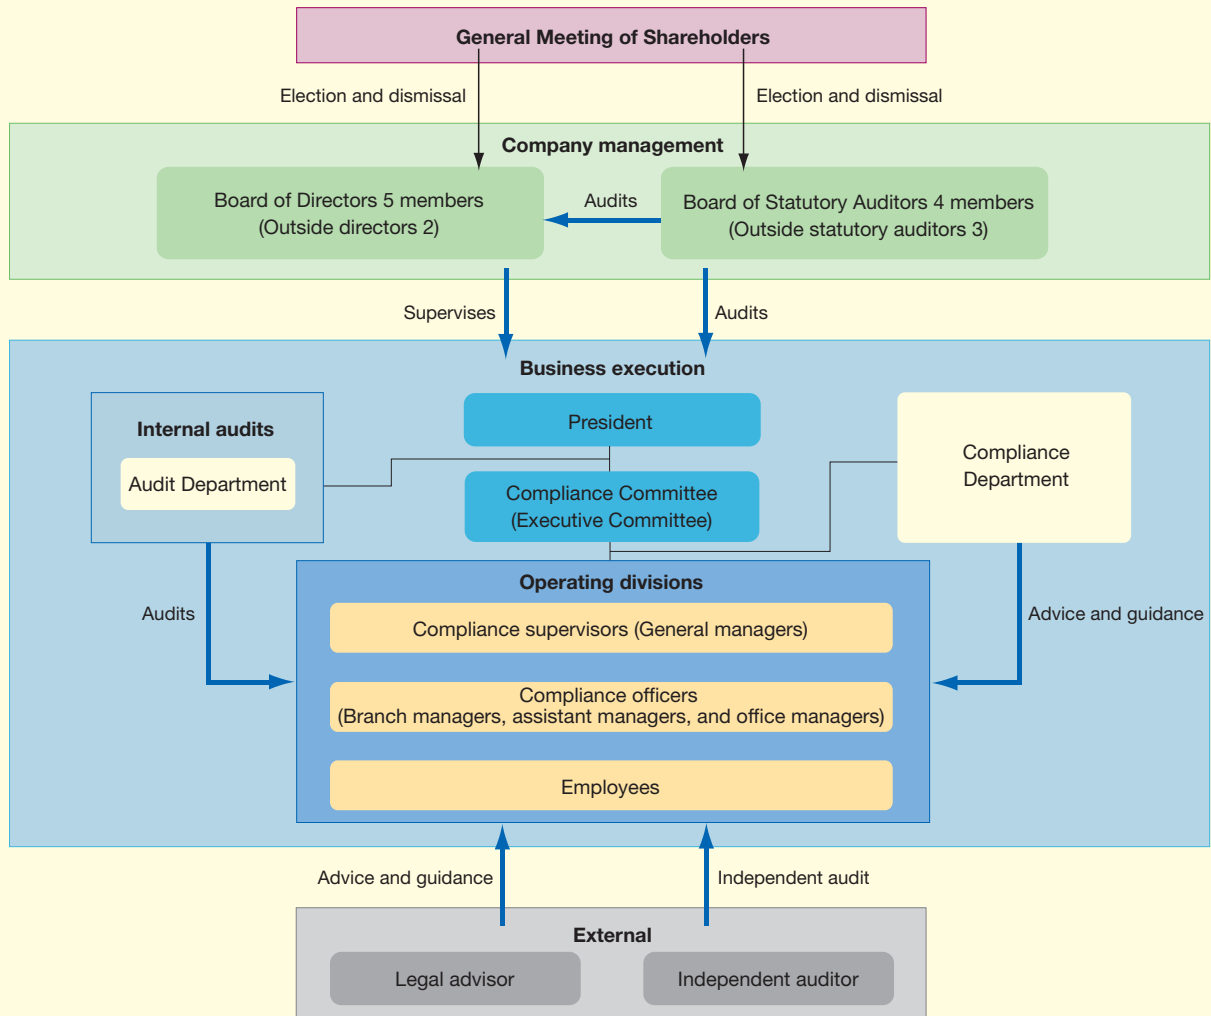 General Meeting of Shareholders
Election and dismissal
Election and dismissal
Company management
Board of Directors 5 members
(Outside directors 2)
Audits
Board of Statutory Auditors 4 members
(Outside statutory auditors 3)
Supervises
Audits
Business execution
Internal audits
Audit Department
President
Compliance Committee
(Executive Committee)
Compliance
Department
Audits
Operating divisions
Compliance supervisors (General managers)
Compliance officers
(Branch managers, assistant managers, and office managers)
Employees
Advice and guidance
Advice and guidance
Independent audit
External
Legal advisor
Independent auditor